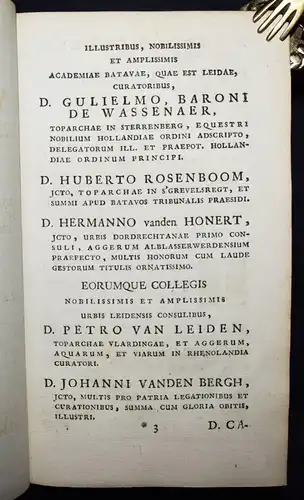 ILLUSTRIBUS, NOBILISSIMIS
ET AMPLISSIMIS
ACADEMIAE BATAVAE, QUAE EST LEIDAE,
CURATORIBUS,
D. GULIELMO, BARONI
DE WASSENAER,
TOPARCHAE IN STERRENBERG, EQUESTRI
NOBILIUM HOLLANDIAE ORDINI ADSCRIPTO,
DELEGATORUM ILL. ET PRAEPOT. HOLLAN-
DIAE ORDINUM PRINCIPI.
D. HUBERTO ROSENBOOM,
JCTO, TOPARCHAE IN S'GREVELSREGT, ET
SUMMI APUD BATAVOS TRIBUNALIS PRAESIDI.
D. HERMANNO vanden HONERT,
JCTO, URBIS DORDRECHTANAE PRIMO CON-
SULI, AGGERUM ALBLASSERWERDENSIUM
PRAEFECTO, MULTIS HONORUM CUM LAUDE
GESTORUM TITULIS ORNATISSIMO.
EORUMQUE COLLEGIS
NOBILISSIMIS ET AMPLISSIMIS
URBIS LEIDENSIS CONSULIBUS,
D. PETRO VAN LEIDEN,
TOPARCHAE VLARDINGAE, ET AGGERUM,
AQUARUM, ET VIARUM IN RHENOLANDIA
CURATORI.
D. JOHANNI VANDEN BERGH,
JCTO, MULTIS PRO PATRIA LEGATIONIBUS ET
CURATIONIBUS, SUMMA CUM GLORIA OBITIS,
ILLUSTRI.
* 3 D. CA-